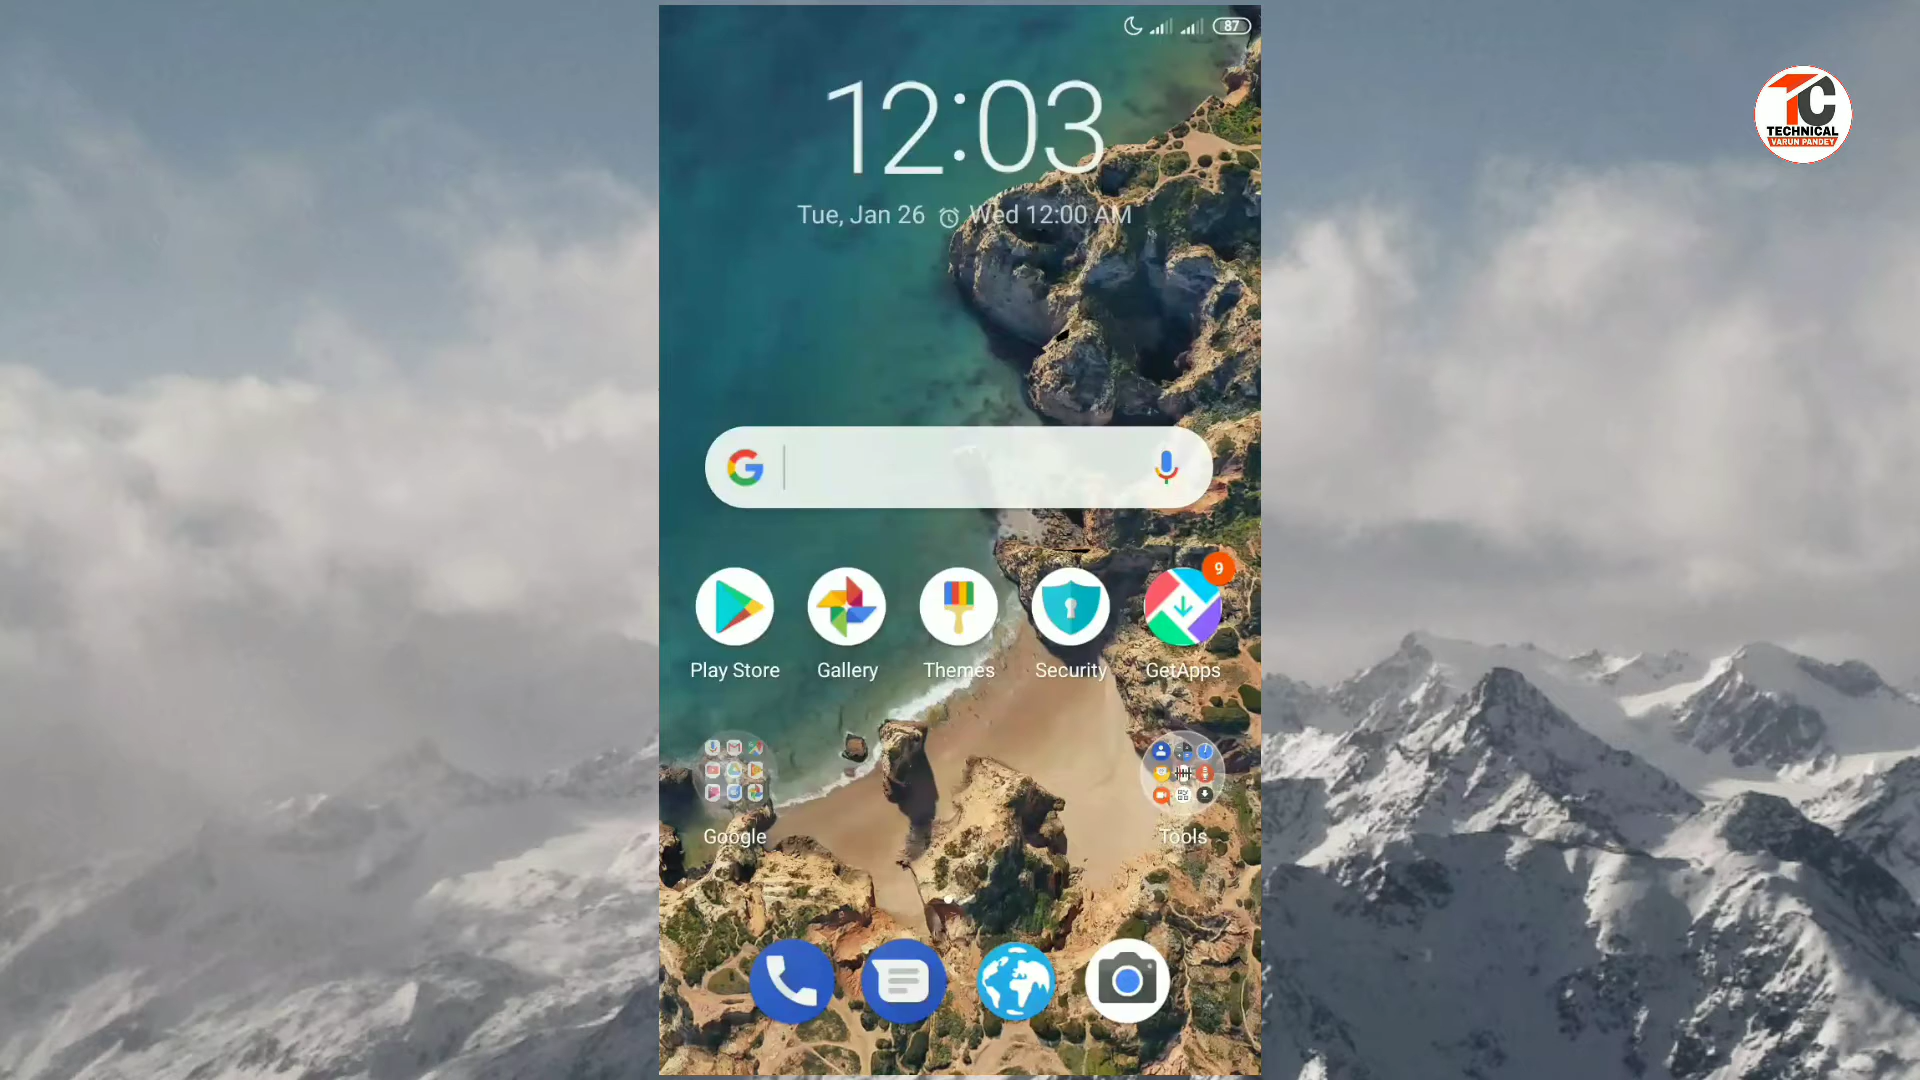 87
TC
TECHNICAL
VARUN PANDEY
12:03
Tue, Jan 26 Wed 12:00 AM
9
Play Store Gallery Themes Security GetApps
Google Tools